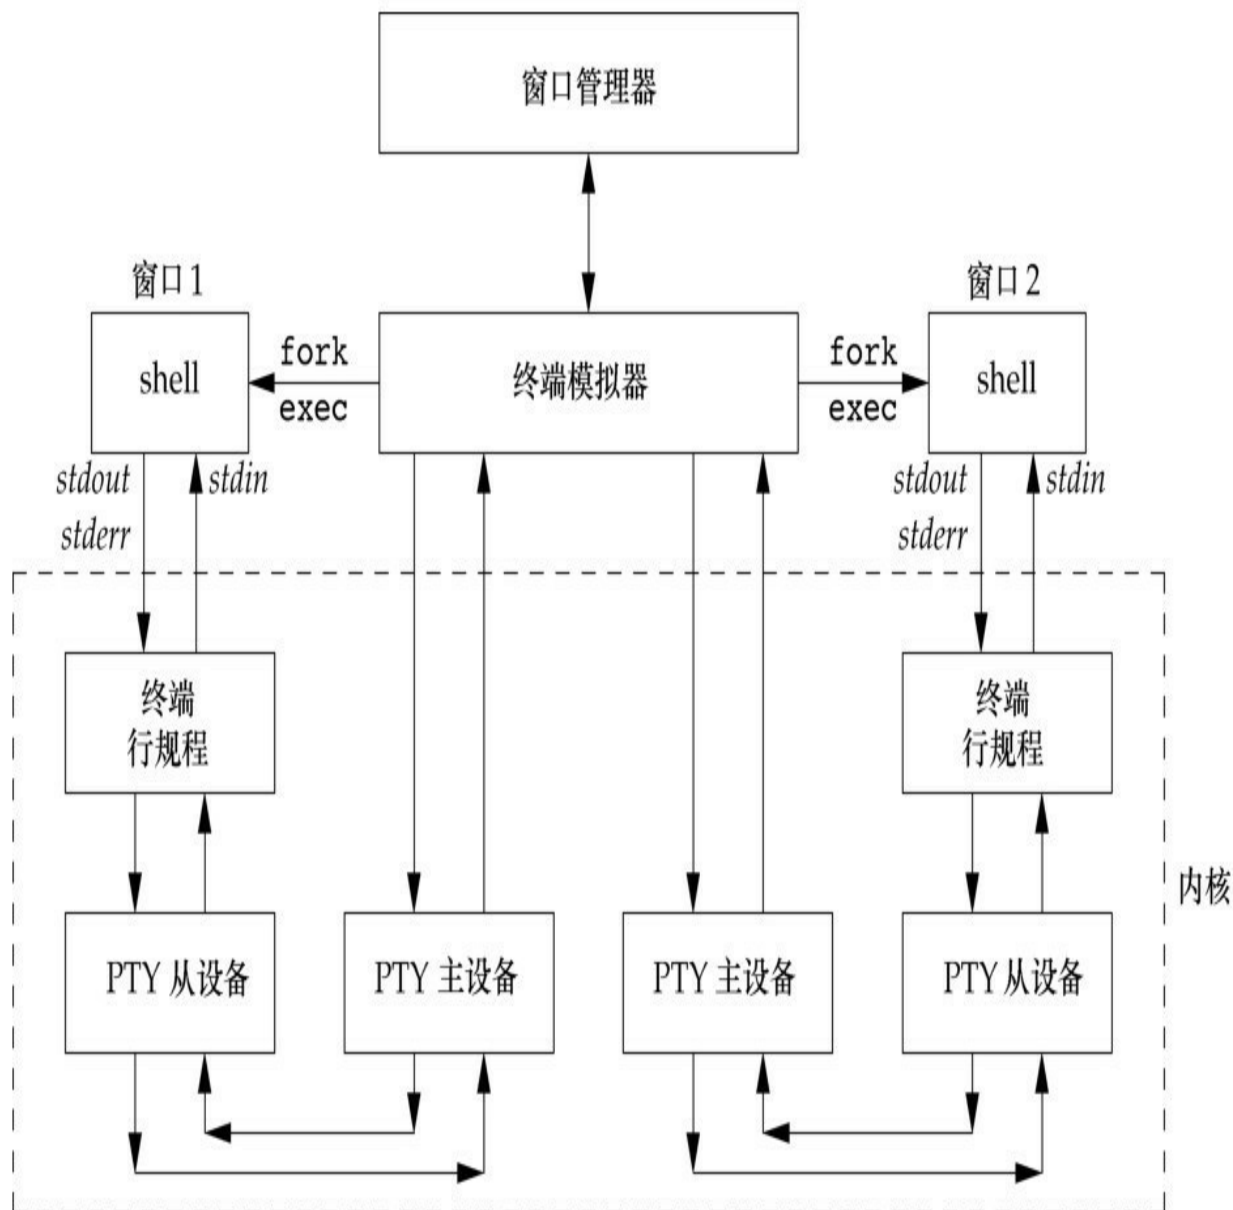 窗口管理器
窗口 1
窗口 2
shell
fork
exec
终端模拟器
fork
exec
shell
stdout
stdin
stderr
stdout
stdin
stderr
终端
行规程
终端
行规程
内核
PTY 从设备
PTY 主设备
PTY 主设备
PTY 从设备